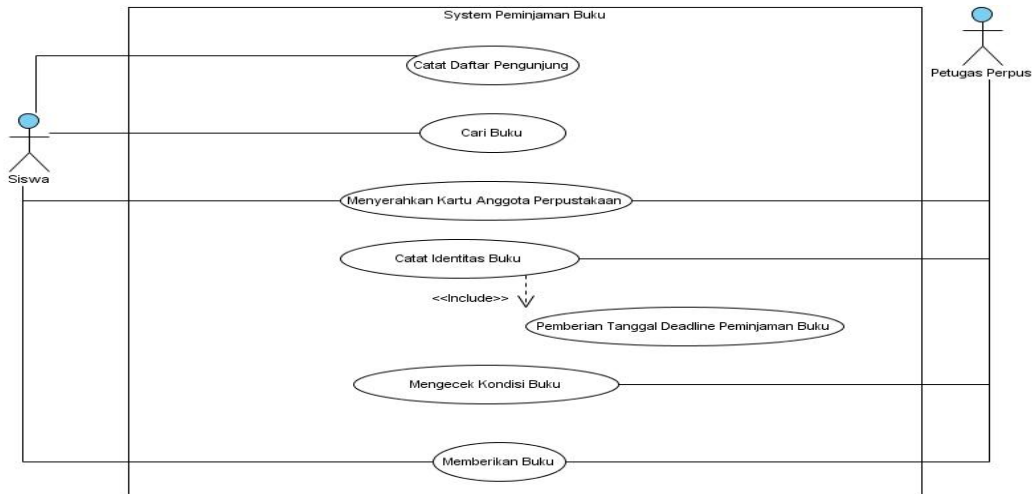 System Peminjaman Buku
Catat Daftar Pengunjung
Petugas Perpus
Cari Buku
Siswa
Menyerahkan Kartu Anggota Perpustakaan
Catat Identitas Buku
<<Include>>
Pemberian Tanggal Deadline Peminjaman Buku
Mengecek Kondisi Buku
Memberikan Buku